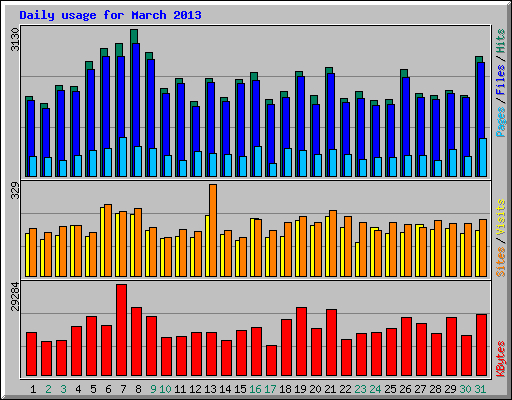 Daily usage for March 2013
3130
Pages / Files / Hits
329
Sites / Visits
29284
KBytes
1 2 3 4 5 6 7 8 9 10 11 12 13 14 15 16 17 18 19 20 21 22 23 24 25 26 27 28 29 30 31